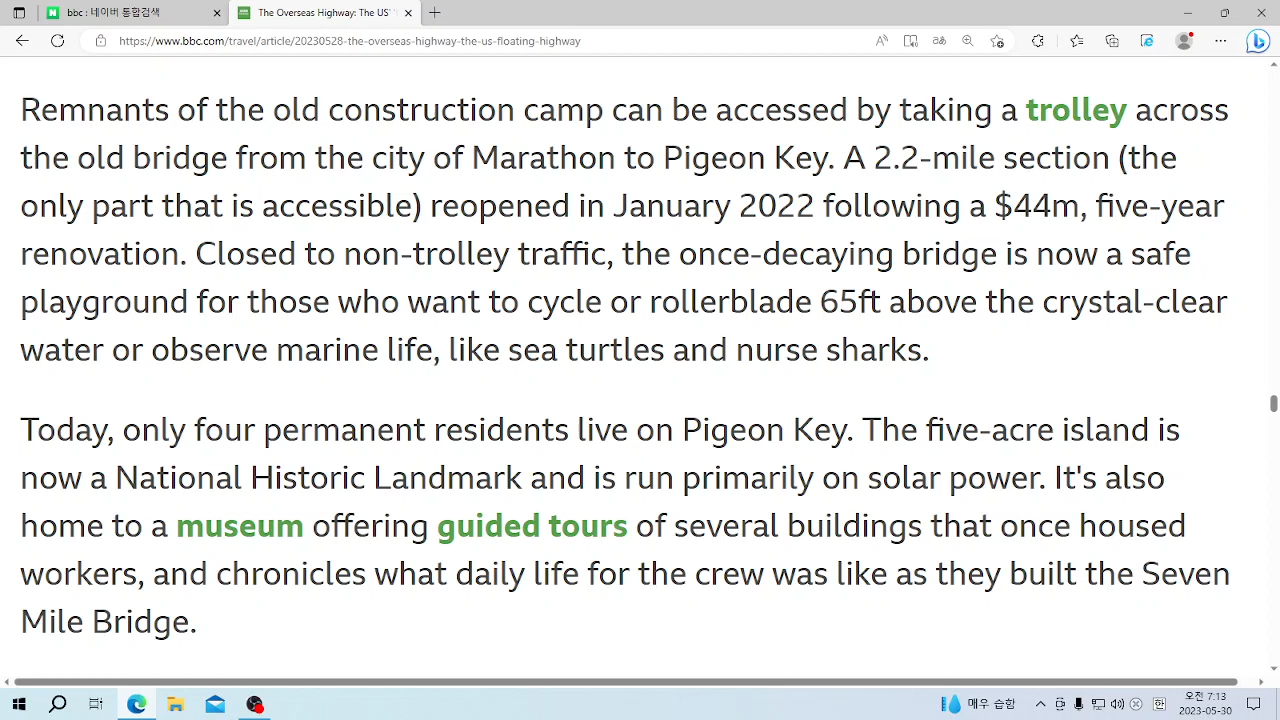 bbc : 네이버 통합검색
The Overseas Highway: The US'
https://www.bbc.com/travel/article/20230528-the-overseas-highway-the-us-floating-highway
Remnants of the old construction camp can be accessed by taking a trolley across
the old bridge from the city of Marathon to Pigeon Key. A 2.2-mile section (the
only part that is accessible) reopened in January 2022 following a $44m, five-year
renovation. Closed to non-trolley traffic, the once-decaying bridge is now a safe
playground for those who want to cycle or rollerblade 65ft above the crystal-clear
water or observe marine life, like sea turtles and nurse sharks.
Today, only four permanent residents live on Pigeon Key. The five-acre island is
now a National Historic Landmark and is run primarily on solar power. It's also
home to a museum offering guided tours of several buildings that once housed
workers, and chronicles what daily life for the crew was like as they built the Seven
Mile Bridge.
매우 습함
오전 7:13
2023-05-30